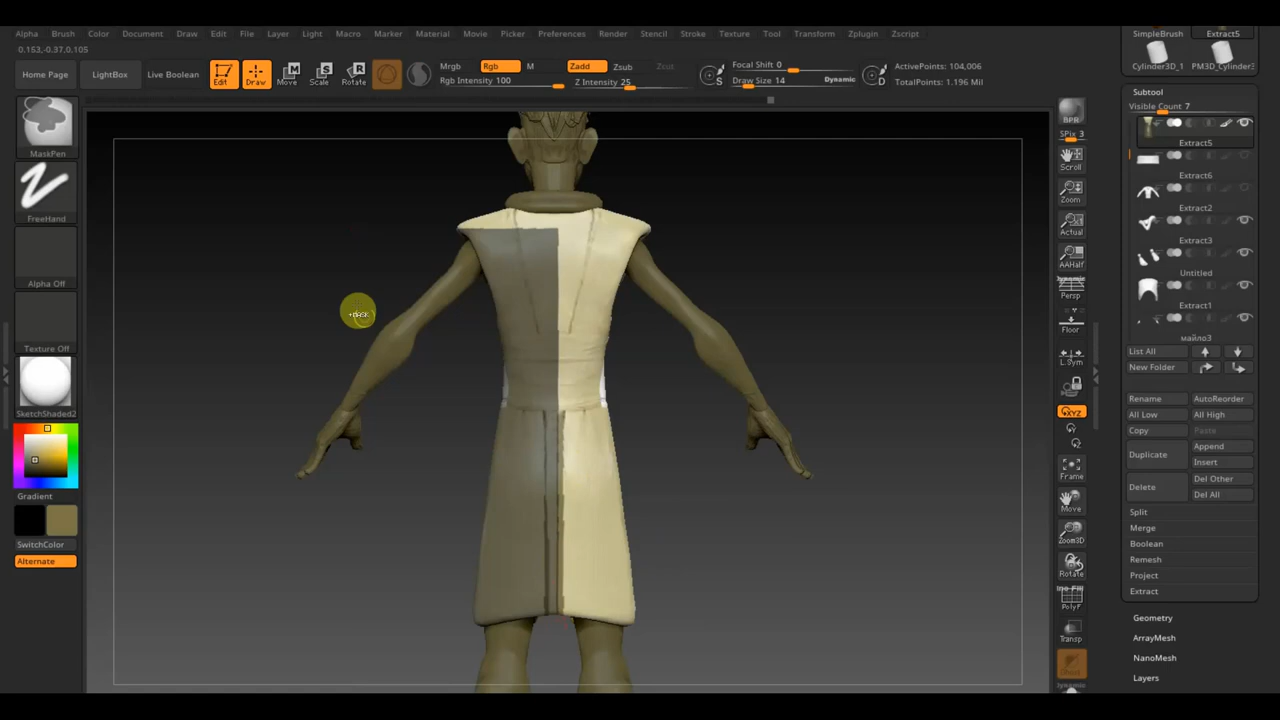 Alpha Brush Color Document Draw Edit File Layer Light Macro Marker Material Movie Picker Preferences Render Stencil Stroke Texture Tool Transform Zplugin Zscript
0.153,-0.37,0.105
Home Page LightBox Live Boolean Edit Draw Move Scale Rotate
Mrgb Rgb M
Rgb Intensity 100
Zadd Zsub Zcut
Z Intensity 25
S
Focal Shift 0
Draw Size 14 Dynamic
D
ActivePoints: 104,006
TotalPoints: 1.196 Mil
MaskPen
FreeHand
Alpha Off
Texture Off
SketchShaded2
Gradient
SwitchColor
Alternate
BPR
SPix 3
Scroll
Zoom
Actual
AAHalf
Dynamic
Persp
Floor
L.Sym
XYZ
Y
Z
Frame
Move
Zoom3D
Rotate
PolyF
Transp
Dynamic
SimpleBrush Extract5
Cylinder3D_1
Subtool
Visible Count 7
Extract5
Extract6
Extract2
Extract3
Untitled
Extract1
майло3
List All
New Folder
Rename AutoReorder
All Low All High
Copy Paste
Duplicate Append
Insert
Delete Del Other
Del All
Split
Merge
Boolean
Remesh
Project
Extract
Geometry
ArrayMesh
NanoMesh
Layers